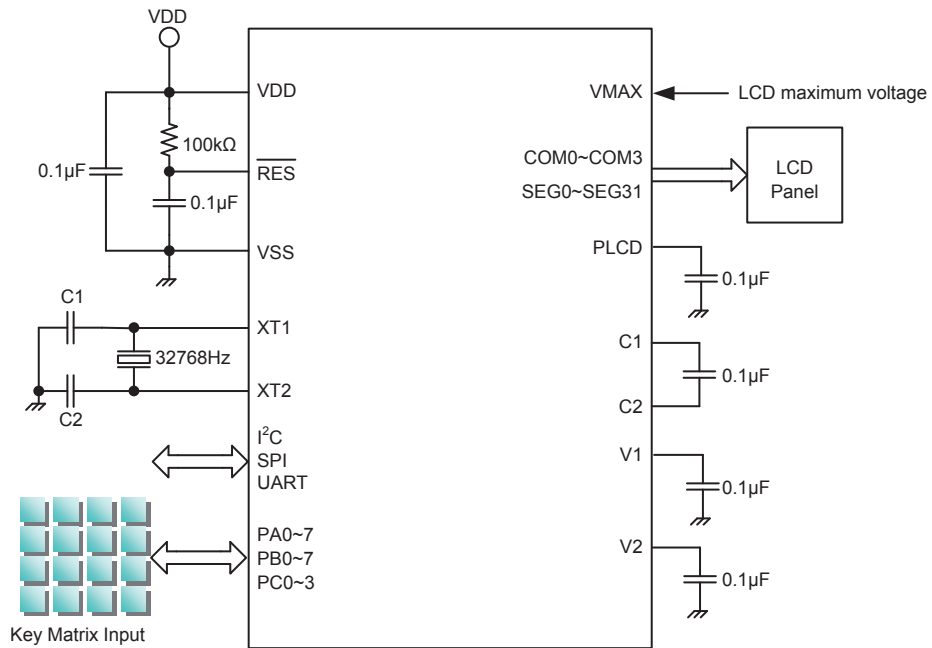 VDD
VDD
100kΩ
0.1µF
RES
0.1µF
VSS
C1
XT1
32768Hz
XT2
C2
I²C
SPI
UART
PA0~7
PB0~7
PC0~3
Key Matrix Input
VMAX
LCD maximum voltage
COM0~COM3
SEG0~SEG31
LCD
Panel
PLCD
0.1µF
C1
0.1µF
C2
V1
0.1µF
V2
0.1µF